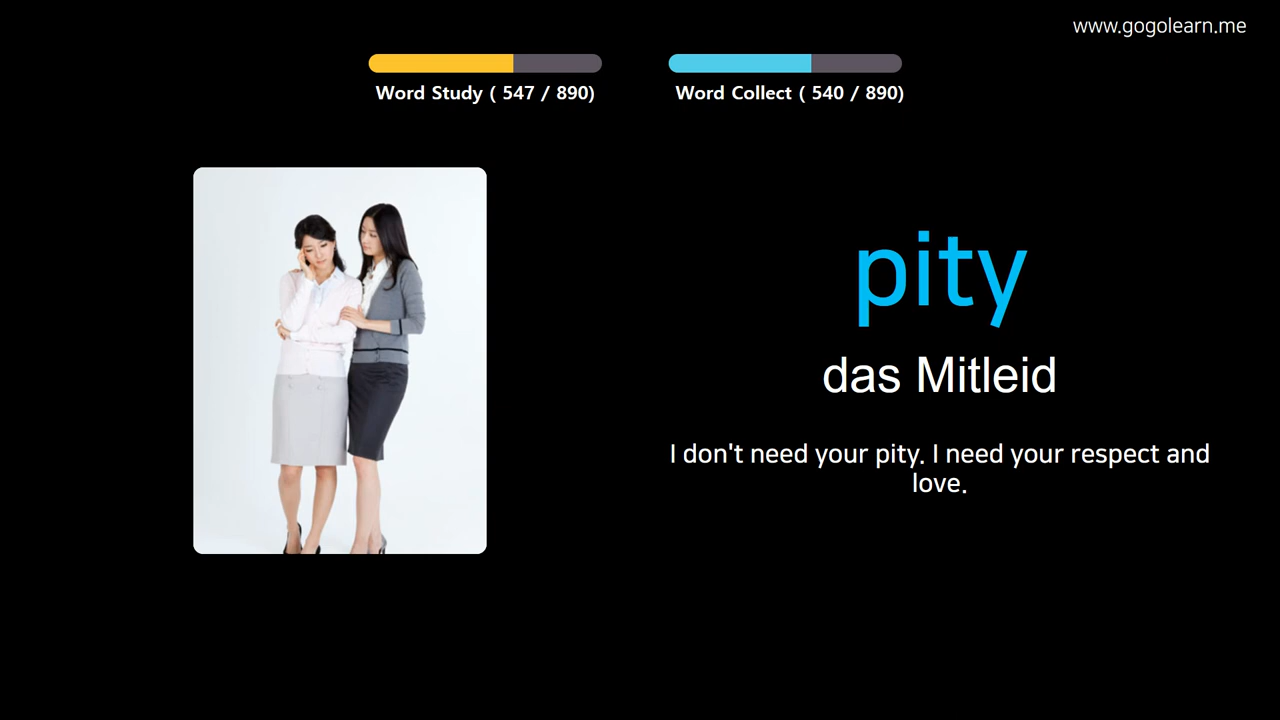 www.gogolearn.me
Word Study ( 547 / 890)
Word Collect ( 540 / 890)
pity
das Mitleid
I don't need your pity. I need your respect and
love.